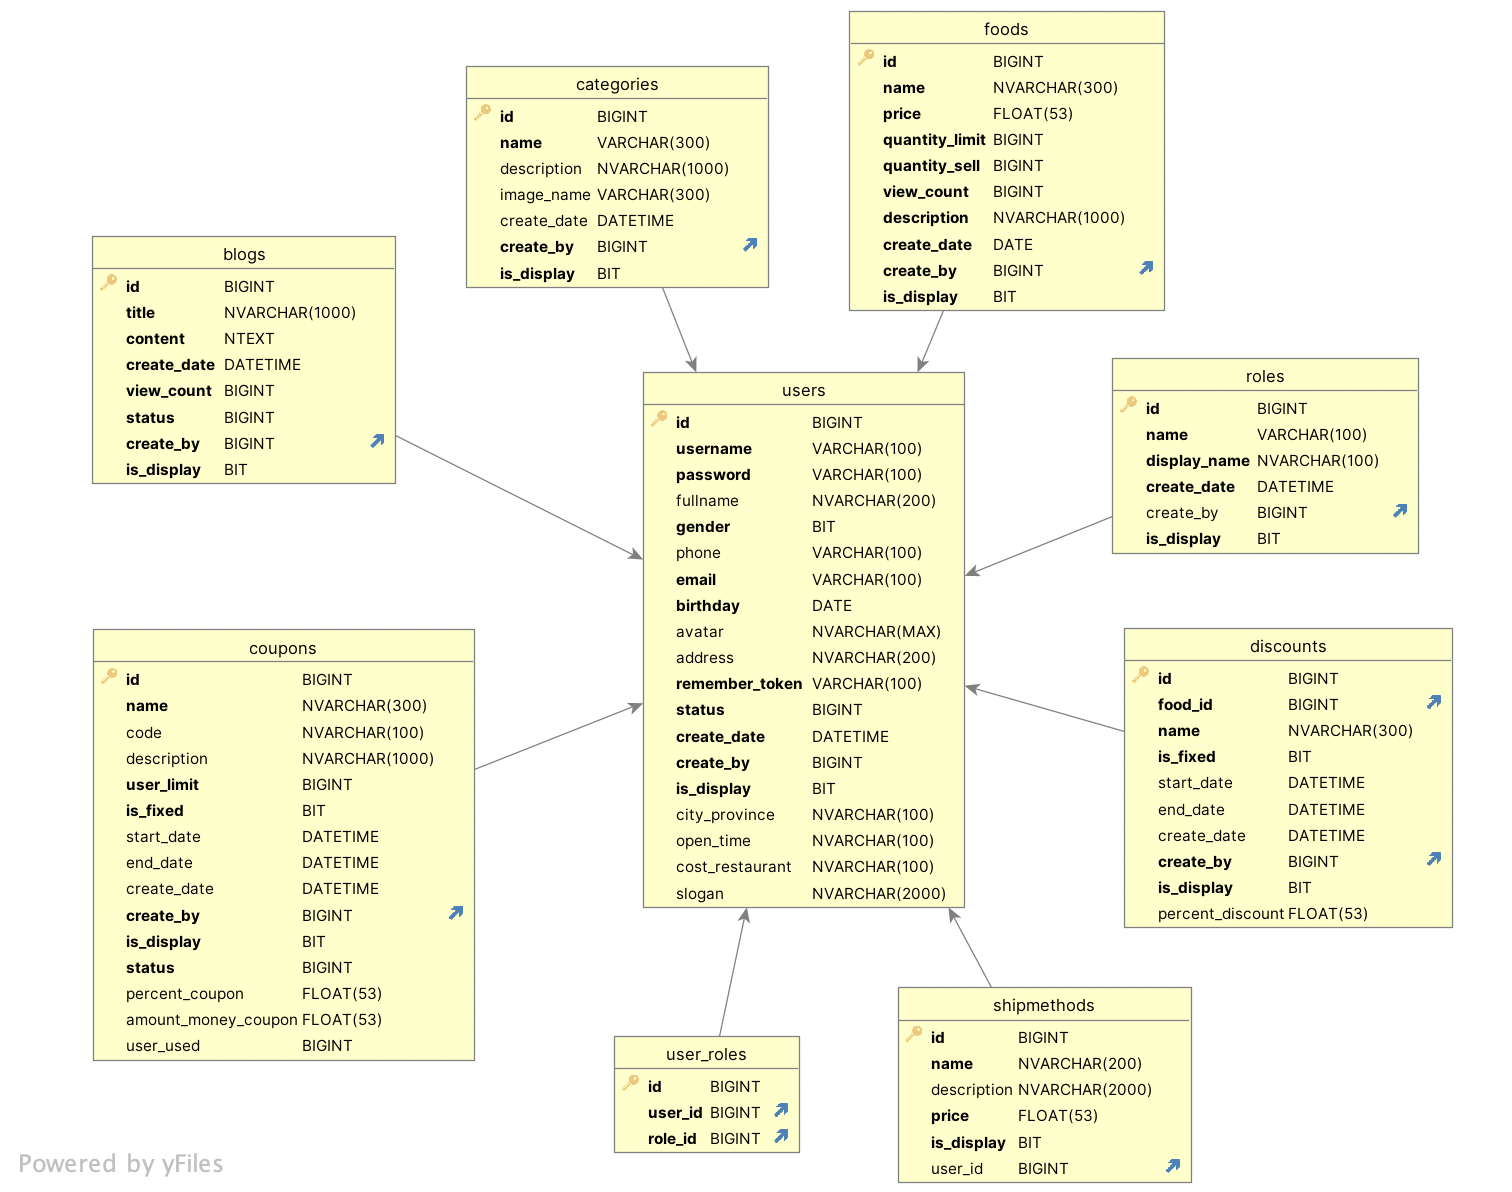 foods
id BIGINT
name NVARCHAR(300)
price FLOAT(53)
quantity_limit BIGINT
quantity_sell BIGINT
view_count BIGINT
description NVARCHAR(1000)
create_date DATE
create_by BIGINT
is_display BIT
categories
id BIGINT
name VARCHAR(300)
description NVARCHAR(1000)
image_name VARCHAR(300)
create_date DATETIME
create_by BIGINT
is_display BIT
blogs
id BIGINT
title NVARCHAR(1000)
content NTEXT
create_date DATETIME
view_count BIGINT
status BIGINT
create_by BIGINT
is_display BIT
users
id BIGINT
username VARCHAR(100)
password VARCHAR(100)
fullname NVARCHAR(200)
gender BIT
phone VARCHAR(100)
email VARCHAR(100)
birthday DATE
avatar NVARCHAR(MAX)
address NVARCHAR(200)
remember_token VARCHAR(100)
status BIGINT
create_date DATETIME
create_by BIGINT
is_display BIT
city_province NVARCHAR(100)
open_time NVARCHAR(100)
cost_restaurant NVARCHAR(100)
slogan NVARCHAR(2000)
roles
id BIGINT
name VARCHAR(100)
display_name NVARCHAR(100)
create_date DATETIME
create_by BIGINT
is_display BIT
coupons
id BIGINT
name NVARCHAR(300)
code NVARCHAR(100)
description NVARCHAR(1000)
user_limit BIGINT
is_fixed BIT
start_date DATETIME
end_date DATETIME
create_date DATETIME
create_by BIGINT
is_display BIT
status BIGINT
percent_coupon FLOAT(53)
amount_money_coupon FLOAT(53)
user_used BIGINT
discounts
id BIGINT
food_id BIGINT
name NVARCHAR(300)
is_fixed BIT
start_date DATETIME
end_date DATETIME
create_date DATETIME
create_by BIGINT
is_display BIT
percent_discount FLOAT(53)
user_roles
id BIGINT
user_id BIGINT
role_id BIGINT
shipmethods
id BIGINT
name NVARCHAR(200)
description NVARCHAR(2000)
price FLOAT(53)
is_display BIT
user_id BIGINT
Powered by yFiles